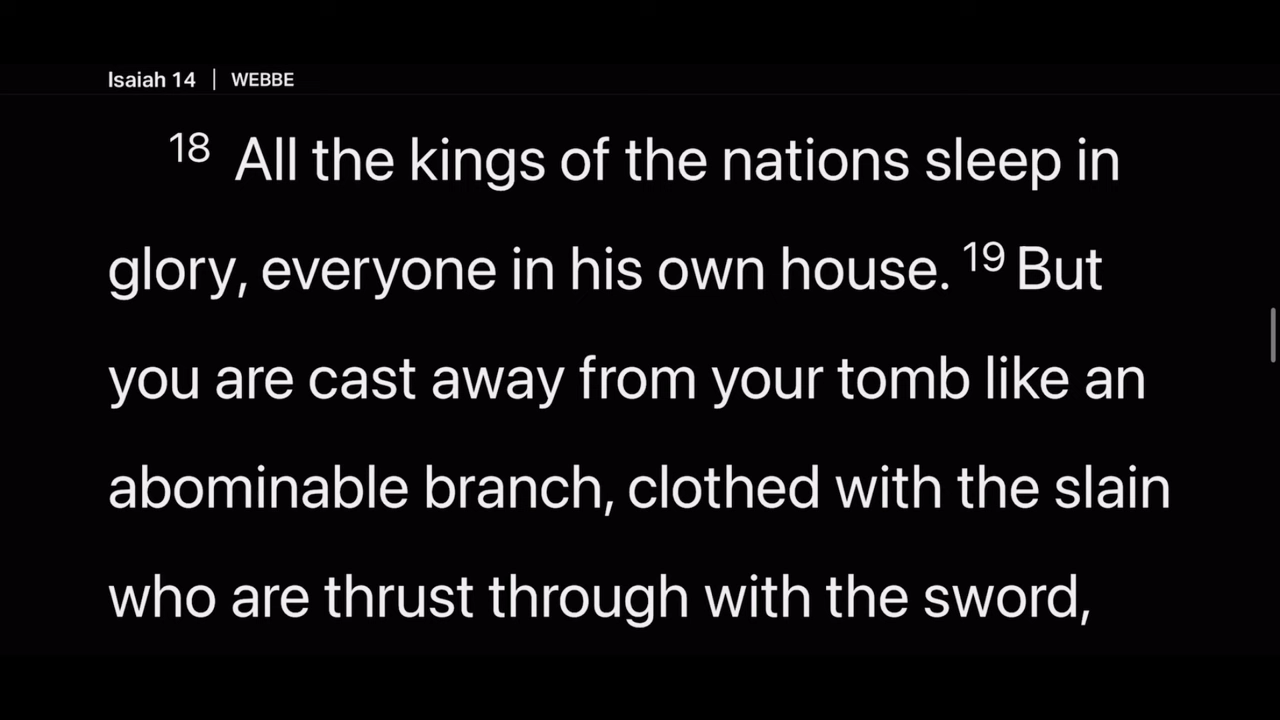 Isaiah 14 | WEBBE
18 All the kings of the nations sleep in
glory, everyone in his own house. 19 But
you are cast away from your tomb like an
abominable branch, clothed with the slain
who are thrust through with the sword,